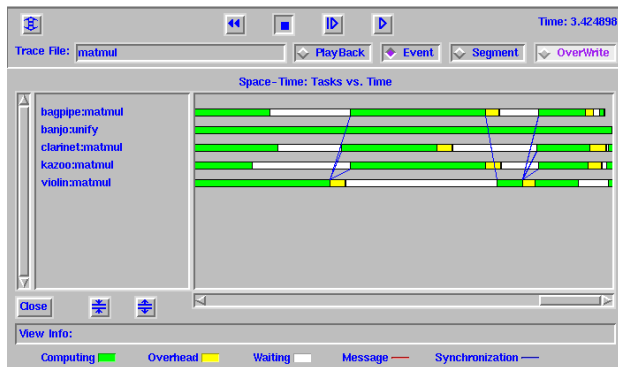 Time: 3.424898
Trace File: matmul PlayBack Event Segment OverWrite
Space-Time: Tasks vs. Time
bagpipe:matmul
banjo:unify
clarinet:matmul
kazoo:matmul
violin:matmul
Close
View Info:
Computing Overhead Waiting Message Synchronization